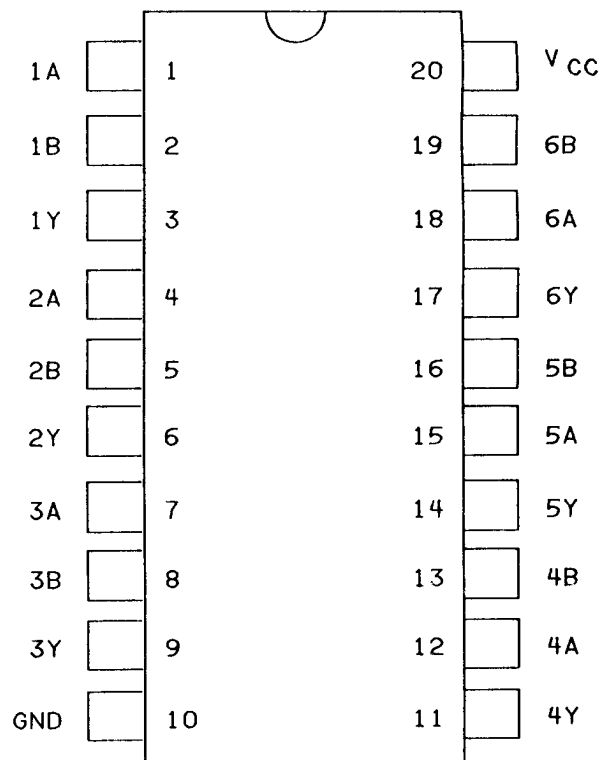 1A 1 20 VCC
1B 2 19 6B
1Y 3 18 6A
2A 4 17 6Y
2B 5 16 5B
2Y 6 15 5A
3A 7 14 5Y
3B 8 13 4B
3Y 9 12 4A
GND 10 11 4Y